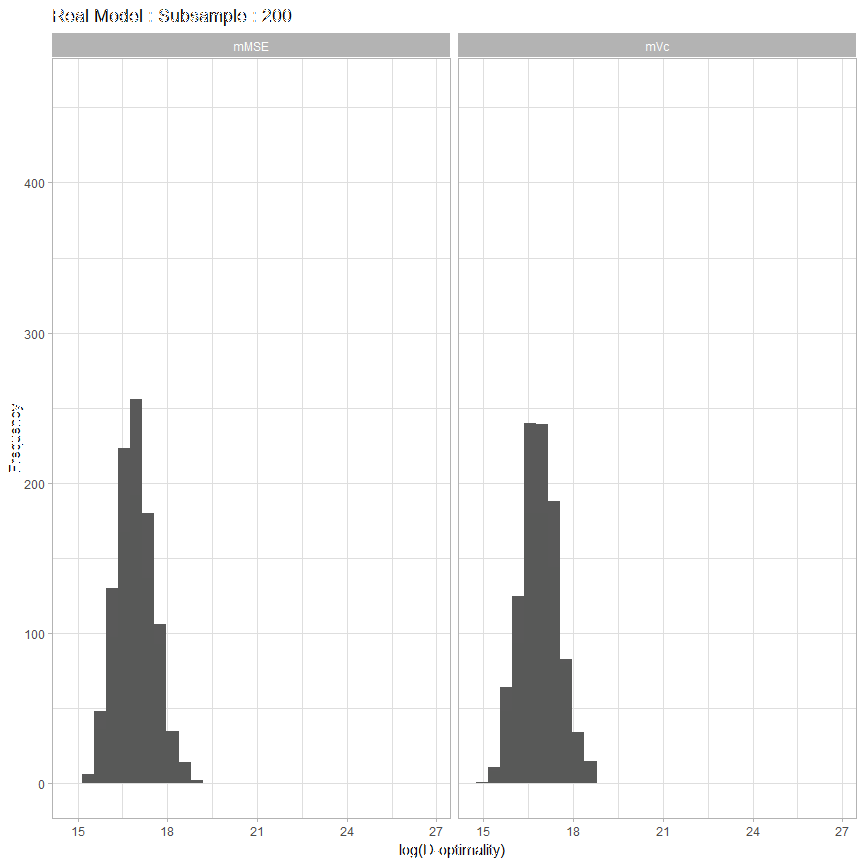 Real Model : Subsample : 200
mMSE mVc
400
300
200
100
0
Frequency
15 18 21 24 27 15 18 21 24 27
log(D-optimality)